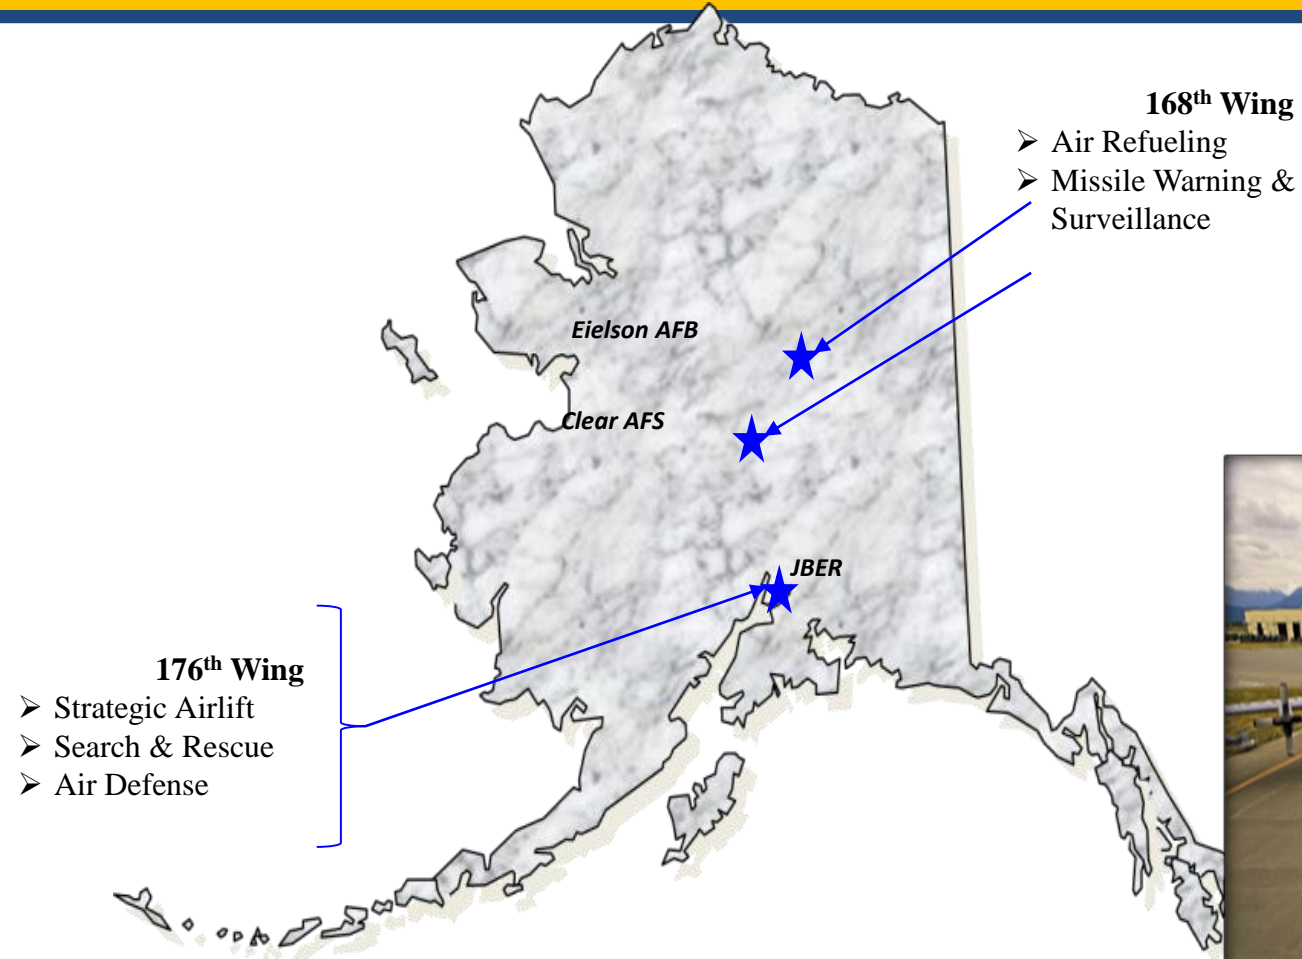 168th Wing
➢ Air Refueling
➢ Missile Warning &
Surveillance
Eielson AFB
Clear AFS
JBER
176th Wing
➢ Strategic Airlift
➢ Search & Rescue
➢ Air Defense